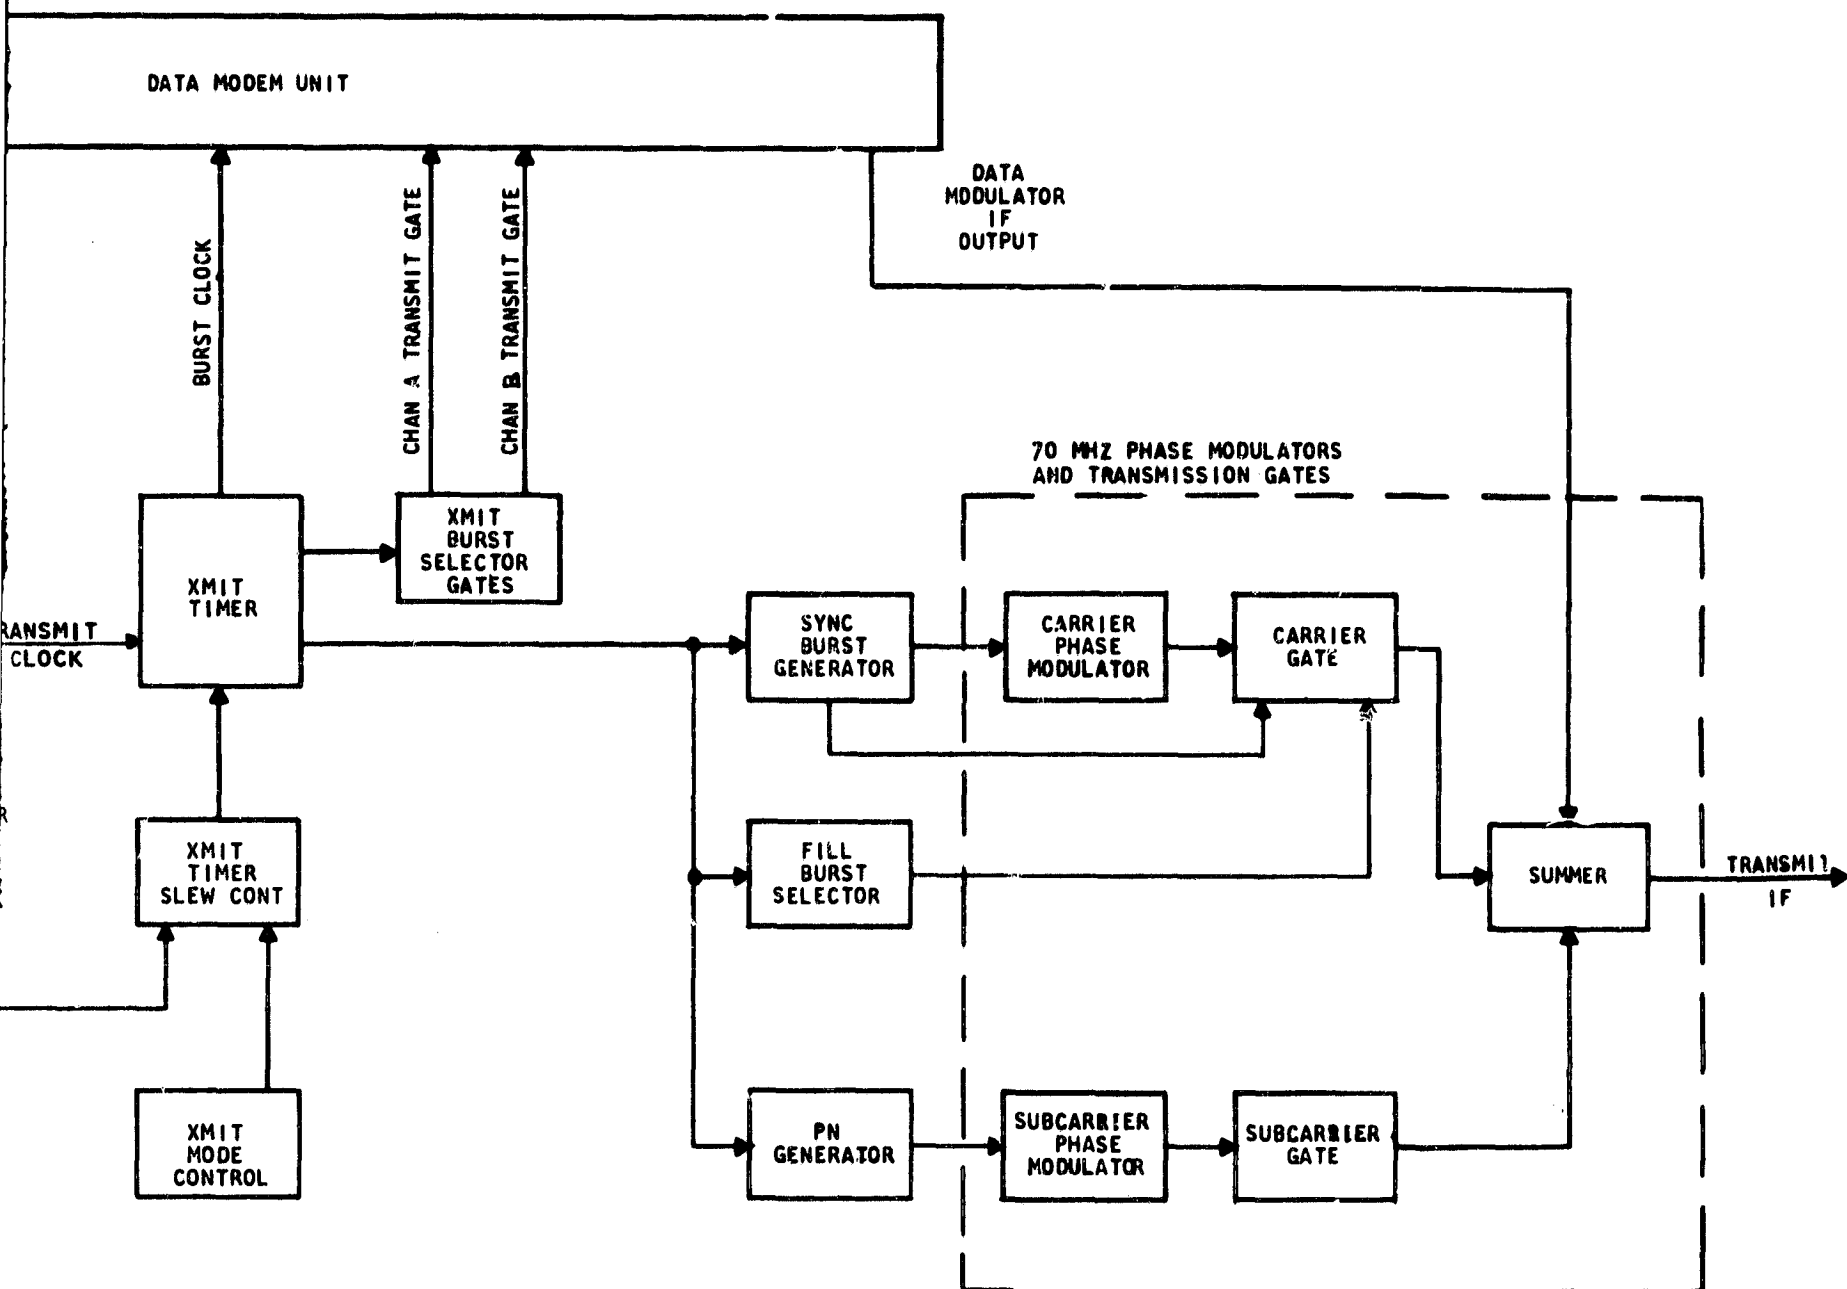 DATA MODEM UNIT
DATA
MODULATOR
IF
OUTPUT
BURST CLOCK
CHAN A TRANSMIT GATE
CHAN B TRANSMIT GATE
70 MHZ PHASE MODULATORS
AND TRANSMISSION GATES
XMIT
BURST
SELECTOR
GATES
XMIT
TIMER
RANSMIT
CLOCK
SYNC
BURST
GENERATOR
CARRIER
PHASE
MODULATOR
CARRIER
GATE
R
XMIT
TIMER
SLEW CONT
FILL
BURST
SELECTOR
SUMMER
TRANSMIT
IF
XMIT
MODE
CONTROL
PN
GENERATOR
SUBCARRIER
PHASE
MODULATOR
SUBCARRIER
GATE